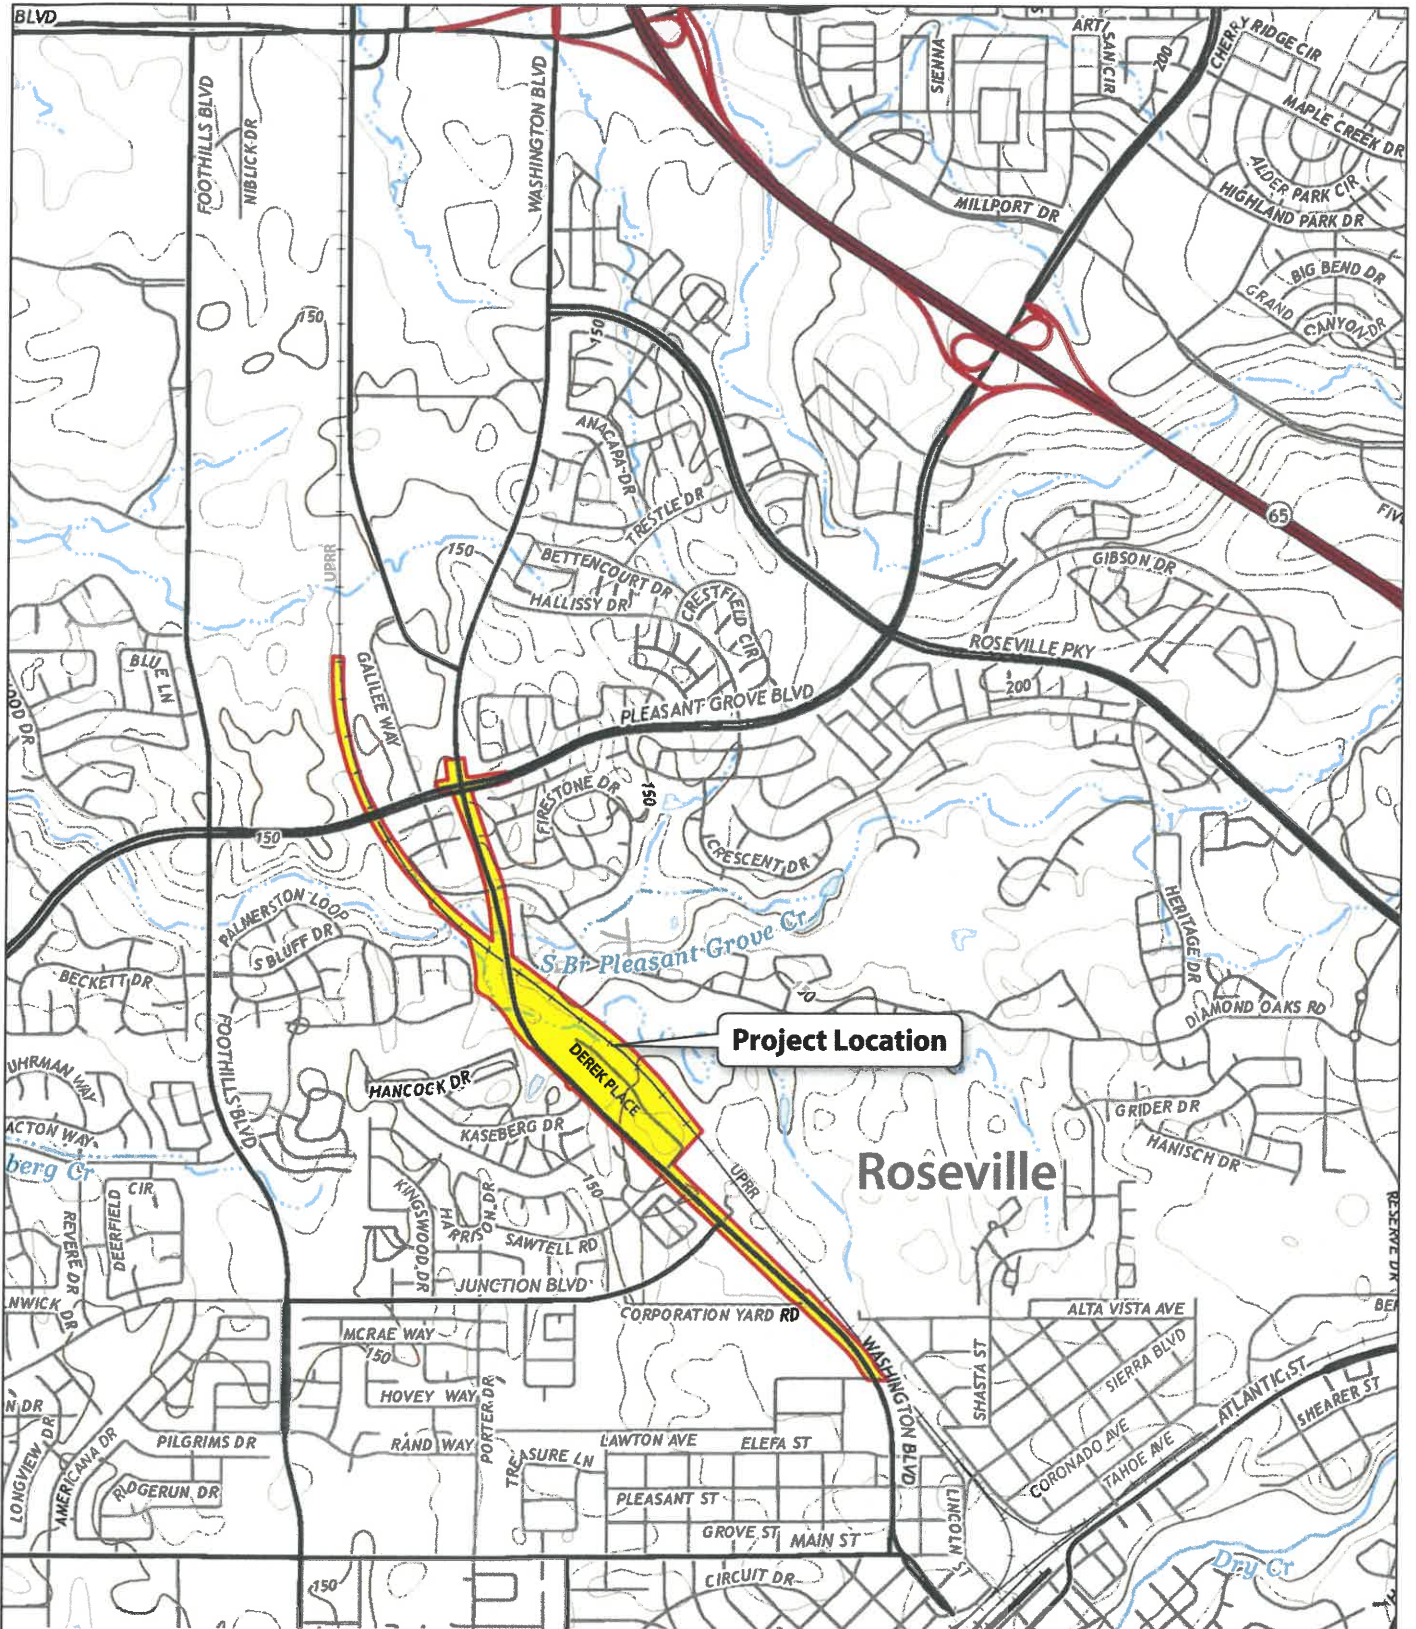 BLVD
FOOTHILLS BLVD
NIBLICK DR
WASHINGTON BLVD
SIENNA
ARTISAN CIR
200
CHERRY RIDGE CIR
MAPLE CREEK DR
ALDER PARK CIR
HIGHLAND PARK DR
MILLPORT DR
BIG BEND DR
GRAND CANYON DR
150
150
ANACAPA DR
TRESTLE DR
65
UPRR
150
BETTENCOURT DR
HALLISSY DR
CRESTFIELD CIR
GIBSON DR
ROSEVILLE PKY
200
BLUE LN
OD DR
GALILEE WAY
PLEASANT GROVE BLVD
FIRESTONE DR
150
150
CRESCENT DR
HERITAGE DR
PALMERSTON LOOP
S BLUFF DR
BECKETT DR
S Br Pleasant Grove Cr
DIAMOND OAKS RD
Project Location
FOOTHILLS BLVD
DEREK PLACE
UHRMAN WAY
HANCOCK DR
KASEBERG DR
ACTON WAY
berg Cr
GRIDER DR
HANISCH DR
Roseville
UPRR
150
CIR
DEERFIELD
REVERE DR
KINGSWOOD DR
HARRISON DR
SAWTELL RD
JUNCTION BLVD
RESERVE DR
NWICK DR
CORPORATION YARD RD
ALTA VISTA AVE
MCRAE WAY
150
HOVEY WAY
PORTER DR
WASHINGTON BLVD
SHASTA ST
SIERRA BLVD
ATLANTIC ST
SHEARER ST
N DR
LONGVIEW DR
AMERICANA DR
PILGRIMS DR
RAND WAY
TREASURE LN
LAWTON AVE
ELEFA ST
CORONADO AVE
TAHOE AVE
RIDGERUN DR
PLEASANT ST
GROVE ST
MAIN ST
LINCOLN ST
150
CIRCUIT DR
Dry Cr